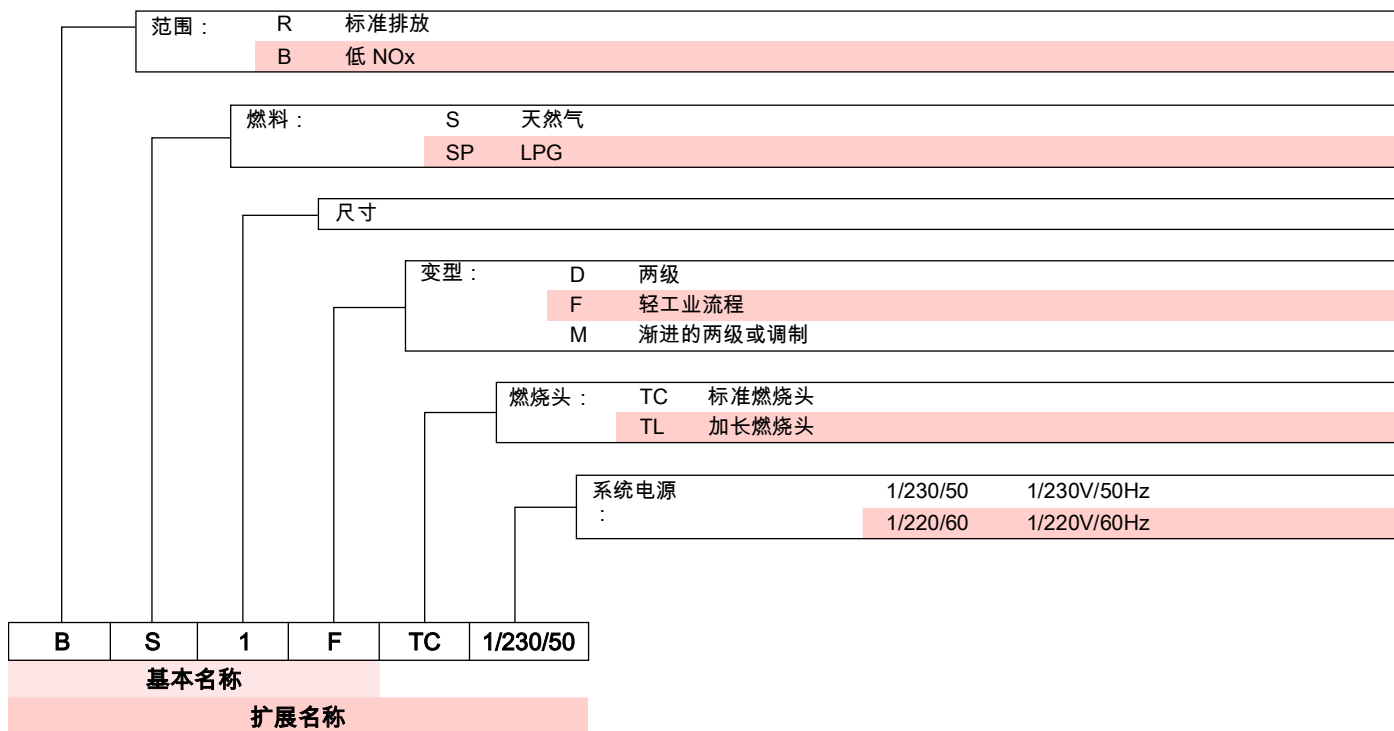 范围： R 标准排放
B 低 NOx
燃料： S 天然气
SP LPG
尺寸
变型： D 两级
F 轻工业流程
M 渐进的两级或调制
燃烧头： TC 标准燃烧头
TL 加长燃烧头
系统电源 1/230/50 1/230V/50Hz
： 1/220/60 1/220V/60Hz
B S 1 F TC 1/230/50
基本名称
扩展名称